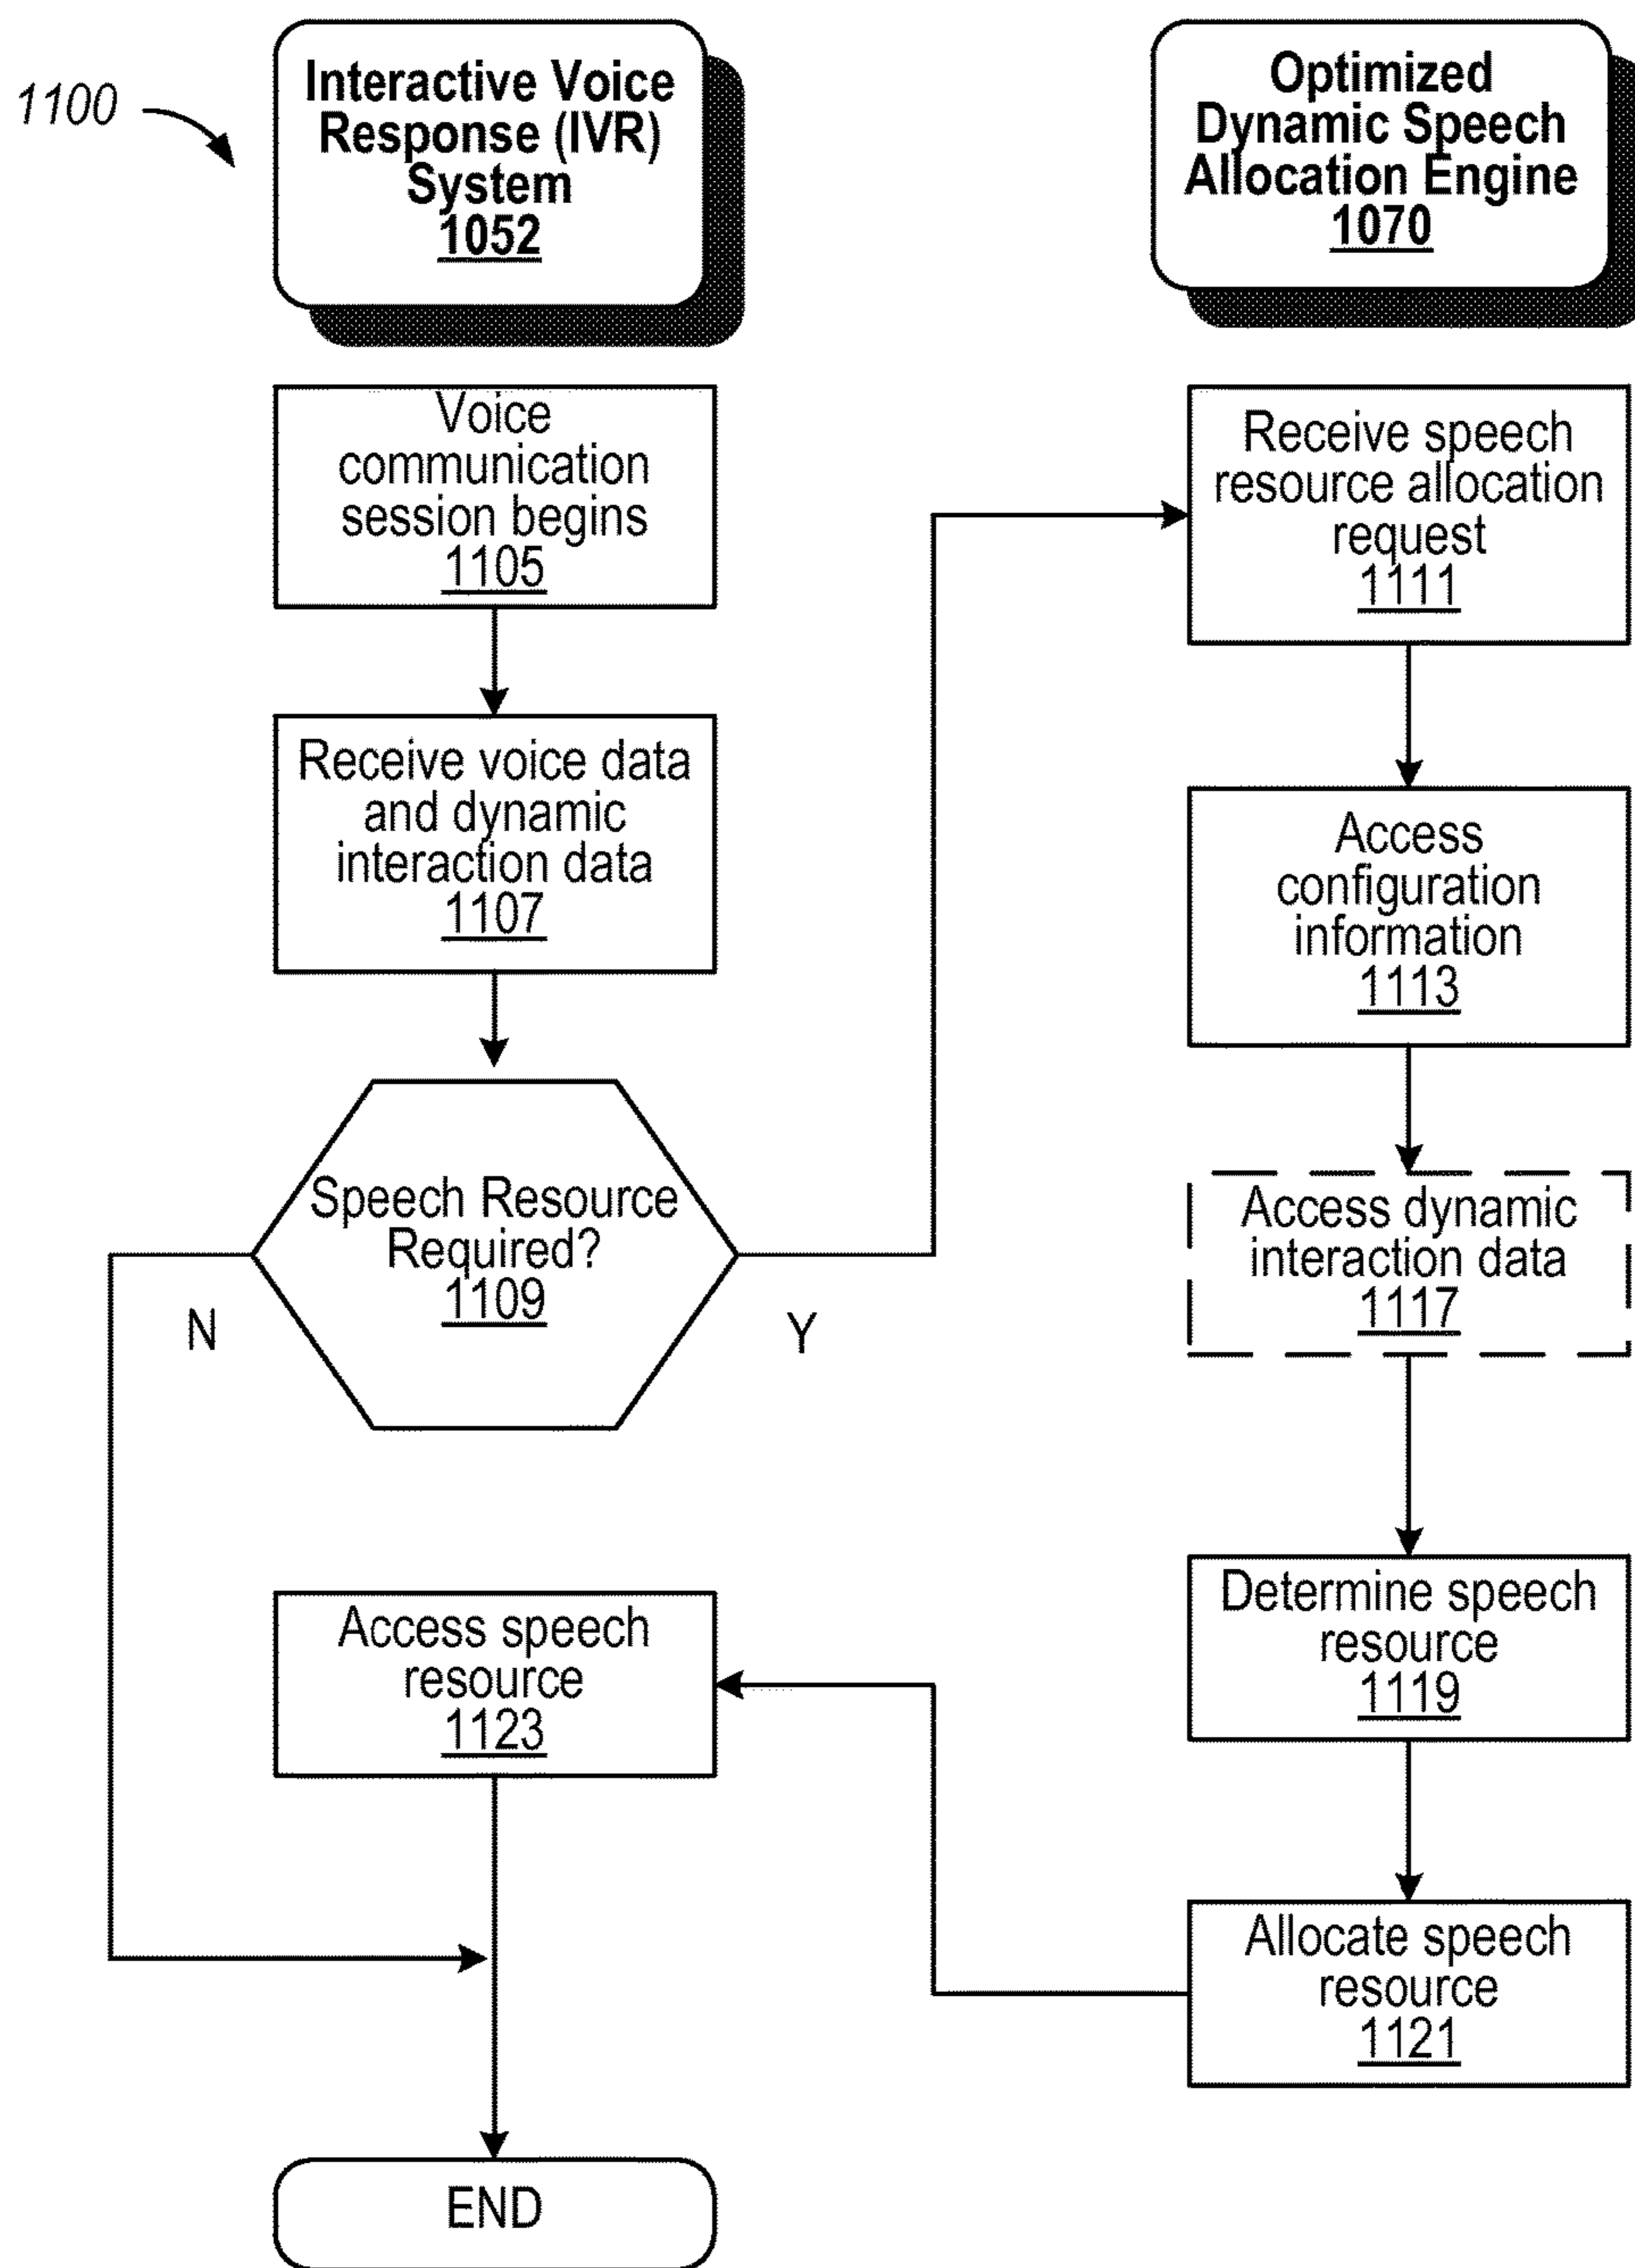 1100
Interactive Voice
Response (IVR)
System
1052
Optimized
Dynamic Speech
Allocation Engine
1070
Voice
communication
session begins
1105
Receive voice data
and dynamic
interaction data
1107
Speech Resource
Required?
1109
N
Y
Receive speech
resource allocation
request
1111
Access
configuration
information
1113
Access dynamic
interaction data
1117
Determine speech
resource
1119
Allocate speech
resource
1121
Access speech
resource
1123
END